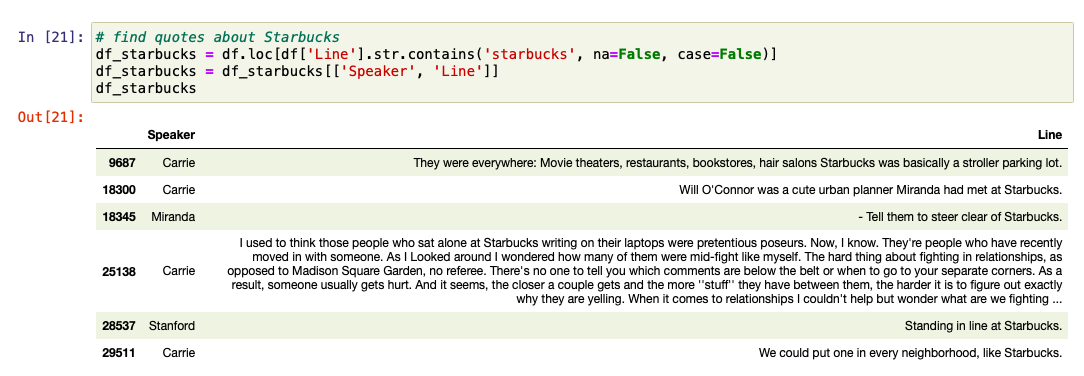 In [21]: # find quotes about Starbucks
df_starbucks = df.loc[df['Line'].str.contains('starbucks', na=False, case=False)]
df_starbucks = df_starbucks[['Speaker', 'Line']]
df_starbucks
Out[21]:
Speaker Line
9687 Carrie They were everywhere: Movie theaters, restaurants, bookstores, hair salons Starbucks was basically a stroller parking lot.
18300 Carrie Will O'Connor was a cute urban planner Miranda had met at Starbucks.
18345 Miranda - Tell them to steer clear of Starbucks.
I used to think those people who sat alone at Starbucks writing on their laptops were pretentious poseurs. Now, I know. They're people who have recently
moved in with someone. As I Looked around I wondered how many of them were mid-fight like myself. The hard thing about fighting in relationships, as
25138 Carrie opposed to Madison Square Garden, no referee. There's no one to tell you which comments are below the belt or when to go to your separate corners. As a
result, someone usually gets hurt. And it seems, the closer a couple gets and the more ''stuff'' they have between them, the harder it is to figure out exactly
why they are yelling. When it comes to relationships I couldn't help but wonder what are we fighting ...
28537 Stanford Standing in line at Starbucks.
29511 Carrie We could put one in every neighborhood, like Starbucks.